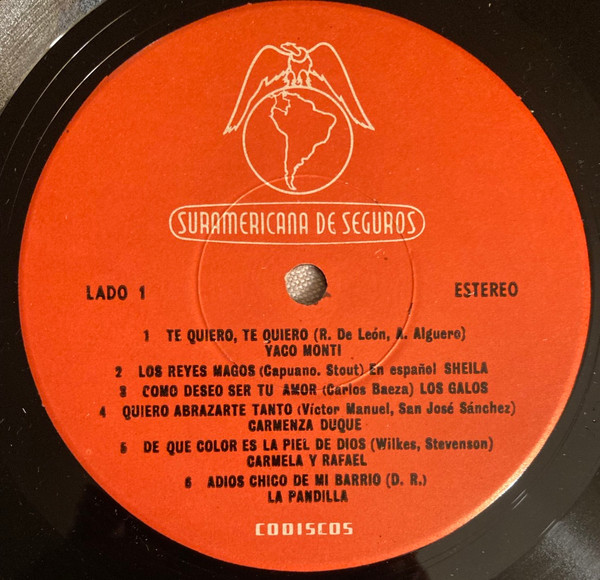 SURAMERICANA DE SEGUROS
LADO 1
ESTEREO
1 TE QUIERO, TE QUIERO (R. De León, A. Alguero)
YACO MONTI
2 LOS REYES MAGOS (Capuano. Stout) En español SHEILA
3 COMO DESEO SER TU AMOR (Carlos Baeza) LOS GALOS
4 QUIERO ABRAZARTE TANTO (Víctor Manuel, San José Sánchez)
CARMENZA DUQUE
5 DE QUE COLOR ES LA PIEL DE DIOS (Wilkes, Stevenson)
CARMELA Y RAFAEL
6 ADIOS CHICO DE MI BARRIO (D. R.)
LA PANDILLA
CODISCOS